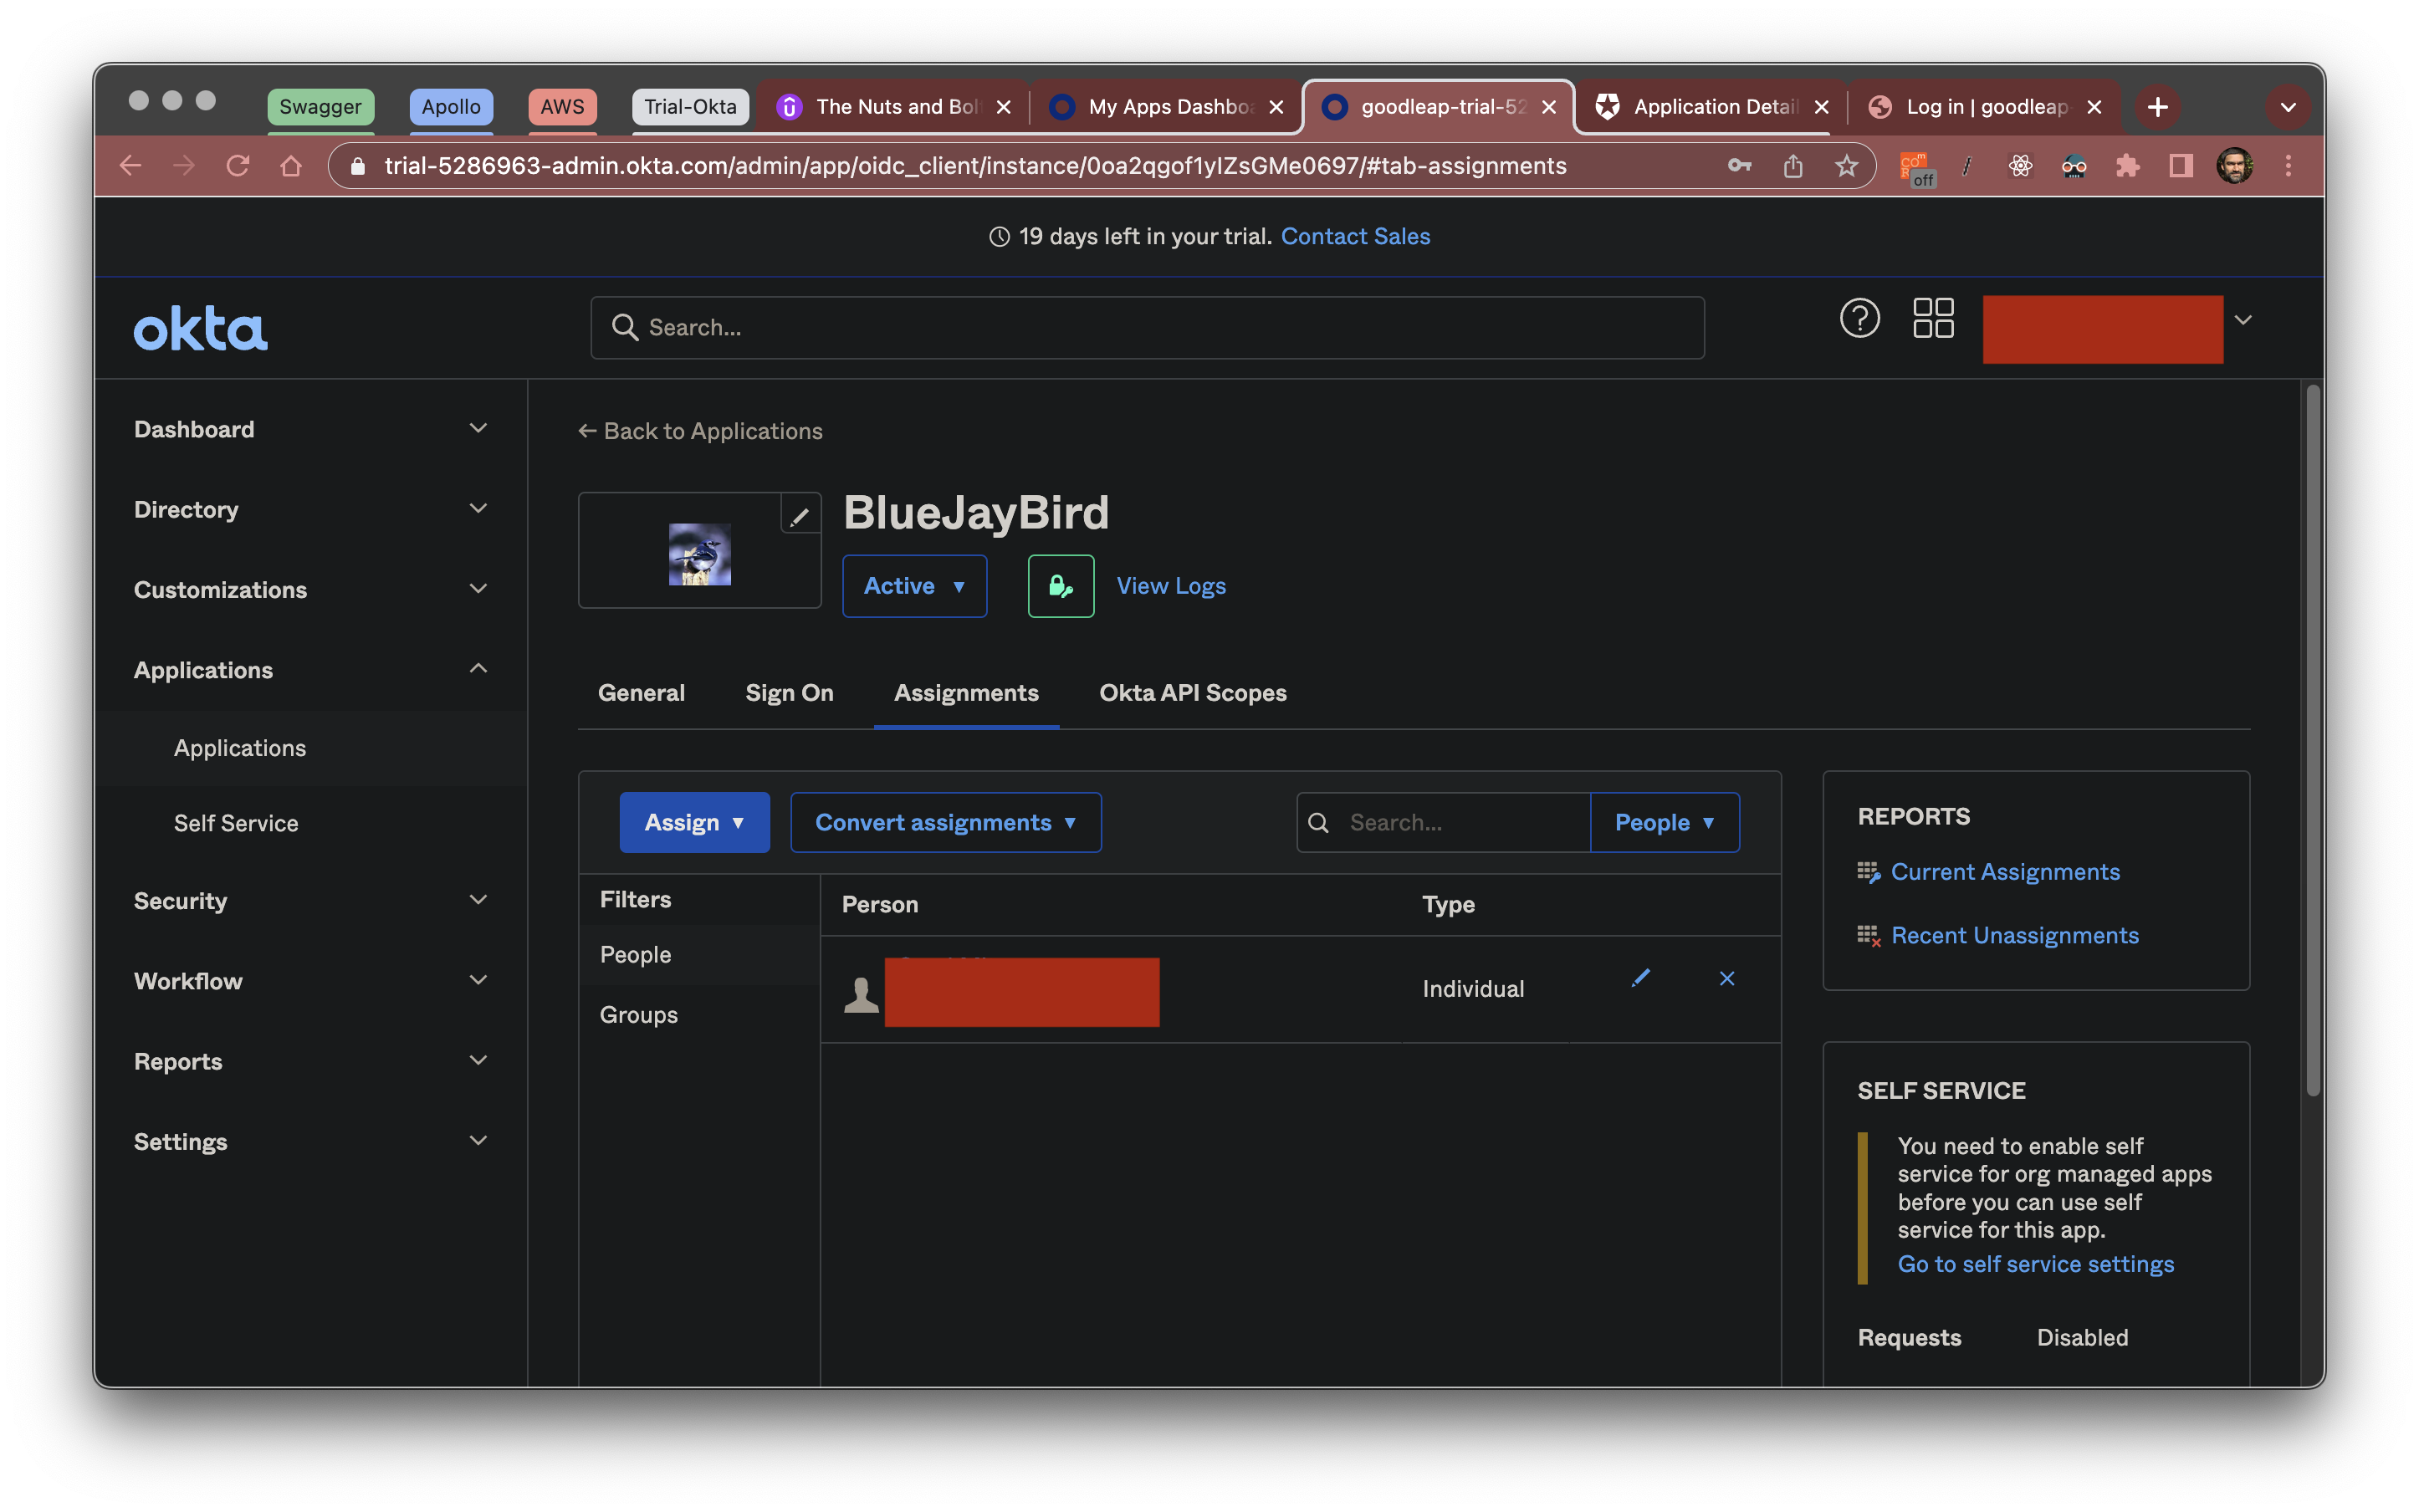 Swagger
Apollo
AWS
Trial-Okta
The Nuts and Bol
My Apps Dashbo
goodleap-trial-52
Application Detail
Log in | goodleap
trial-5286963-admin.okta.com/admin/app/oidc_client/instance/0oa2qgof1yIZsGMe0697/#tab-assignments
off
19 days left in your trial. Contact Sales
okta
Search...
Dashboard
Directory
Customizations
Applications
Applications
Self Service
Security
Workflow
Reports
Settings
← Back to Applications
BlueJayBird
Active
View Logs
General Sign On Assignments Okta API Scopes
Assign
Convert assignments
Search...
People
Filters
People
Groups
Person
Type
Individual
REPORTS
Current Assignments
Recent Unassignments
SELF SERVICE
You need to enable self
service for org managed apps
before you can use self
service for this app.
Go to self service settings
Requests Disabled